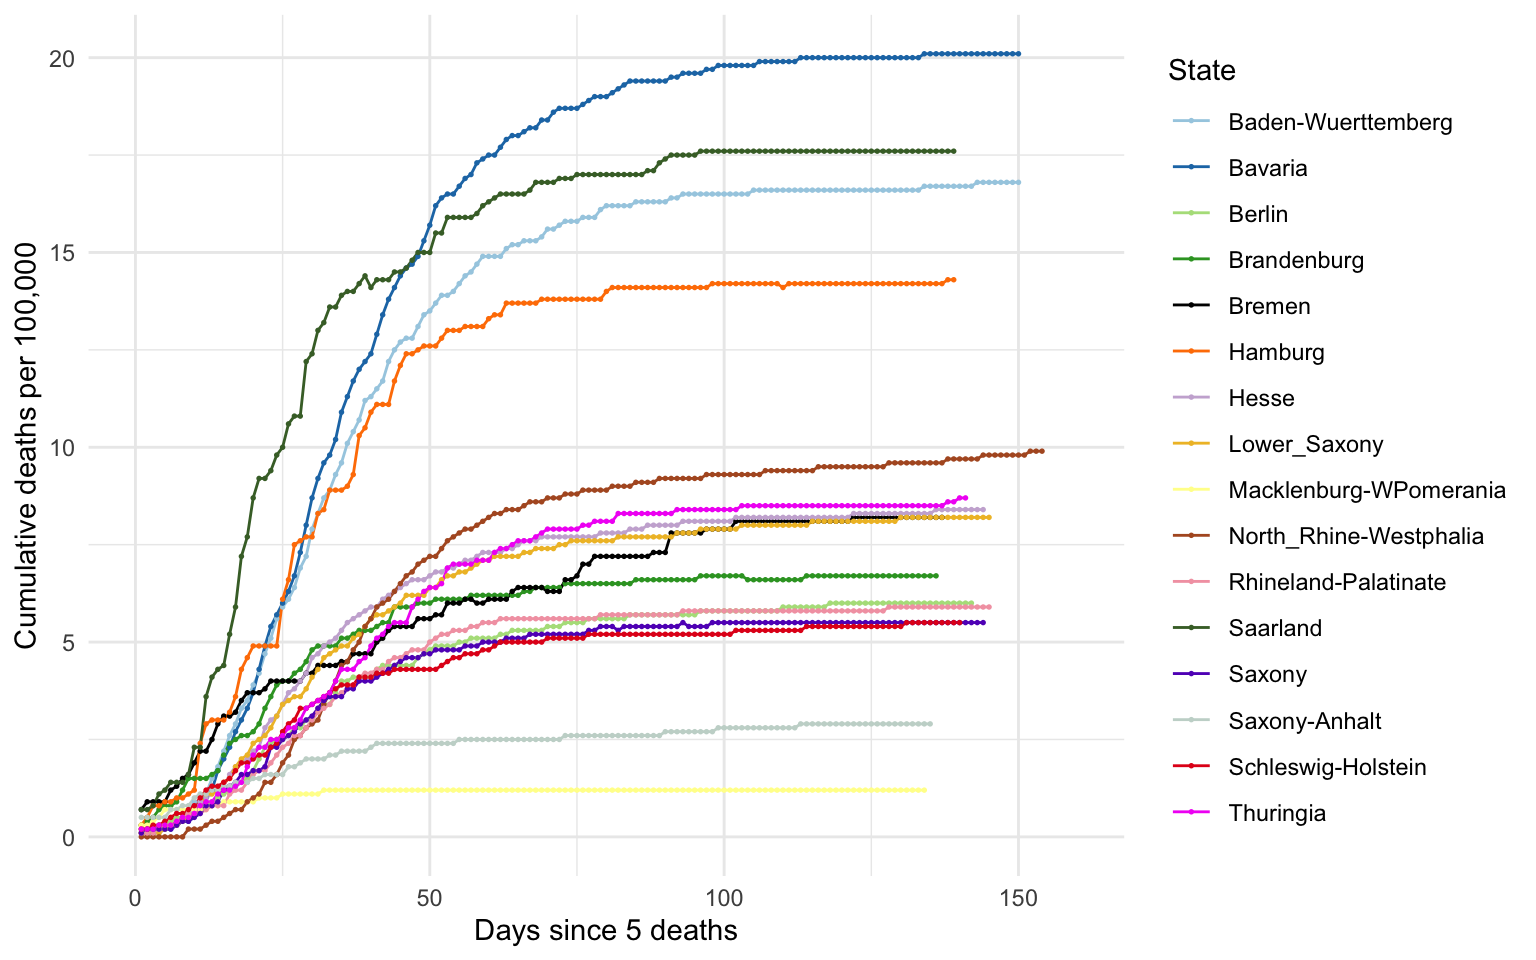 20
15
10
5
0
Cumulative deaths per 100,000
0
50
100
150
Days since 5 deaths
State
Baden-Wuerttemberg
Bavaria
Berlin
Brandenburg
Bremen
Hamburg
Hesse
Lower_Saxony
Macklenburg-WPomerania
North_Rhine-Westphalia
Rhineland-Palatinate
Saarland
Saxony
Saxony-Anhalt
Schleswig-Holstein
Thuringia